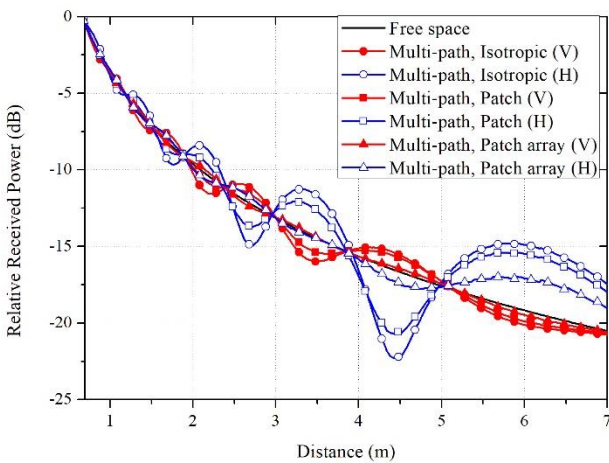 0
-5
-10
-15
-20
-25
Relative Received Power (dB)
Free space
Multi-path, Isotropic (V)
Multi-path, Isotropic (H)
Multi-path, Patch (V)
Multi-path, Patch (H)
Multi-path, Patch array (V)
Multi-path, Patch array (H)
1 2 3 4 5 6 7
Distance (m)